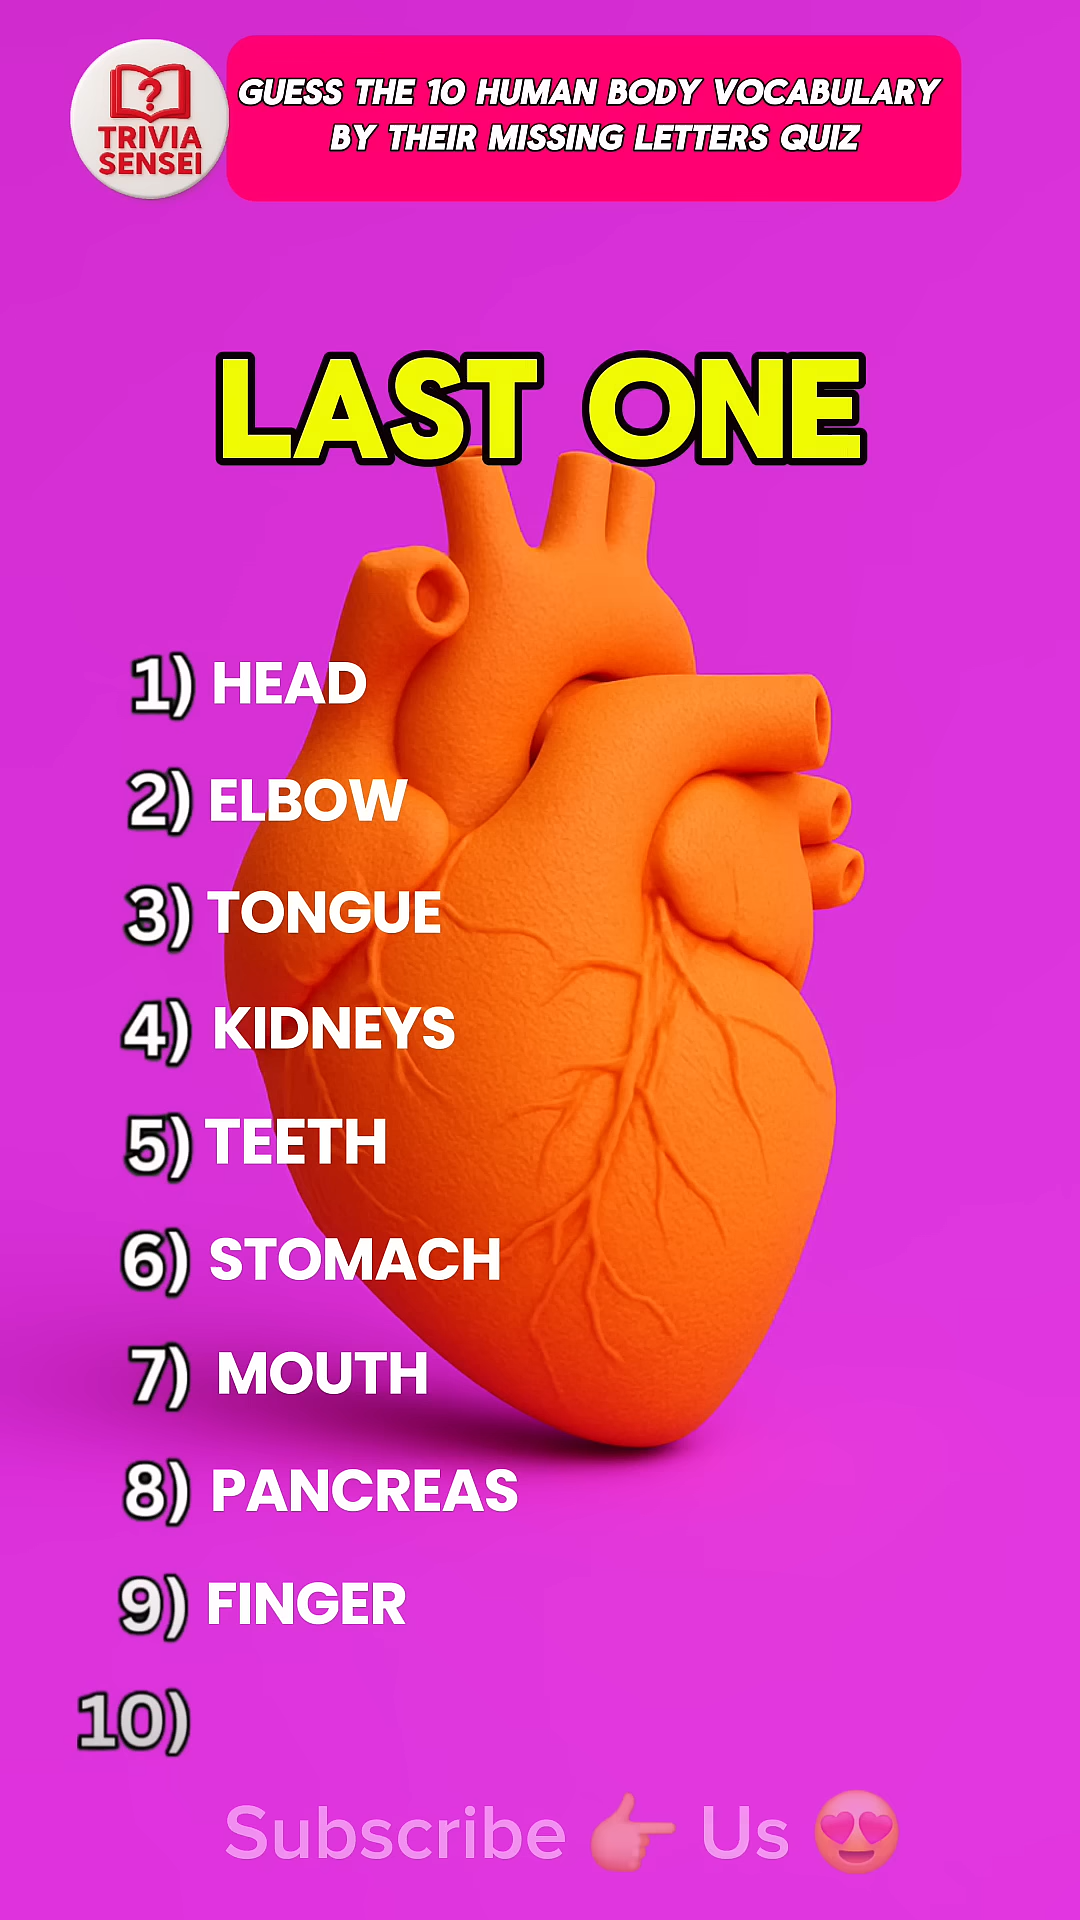 TRIVIA
SENSEI
GUESS THE 10 HUMAN BODY VOCABULARY
BY THEIR MISSING LETTERS QUIZ
LAST ONE
1) HEAD
2) ELBOW
3) TONGUE
4) KIDNEYS
5) TEETH
6) STOMACH
7) MOUTH
8) PANCREAS
9) FINGER
10)
Subscribe 👉 Us 😍